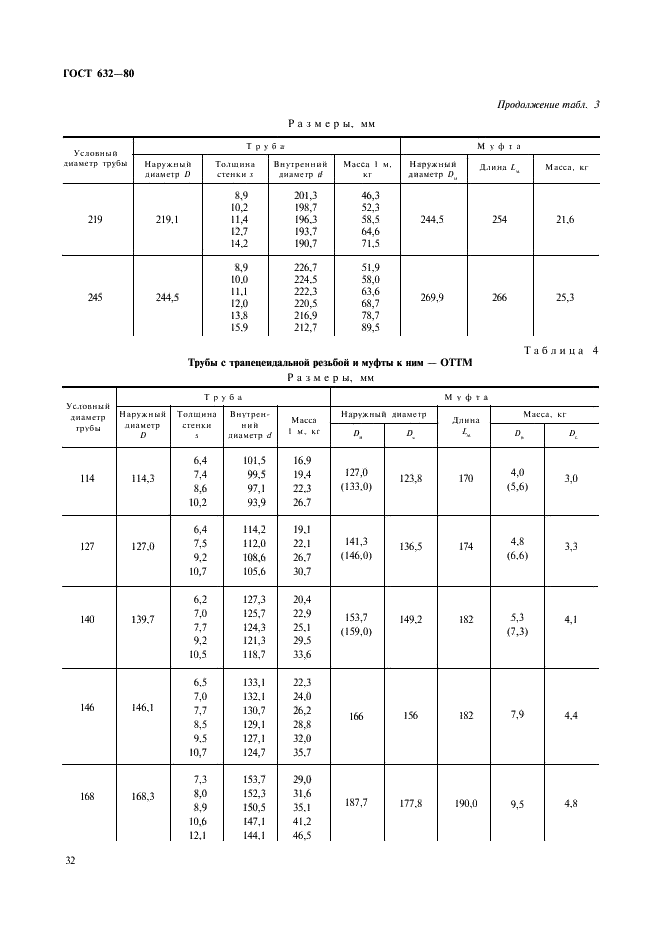 ГОСТ 632—80
Продолжение табл. 3
Размеры, мм
Условный диаметр трубы | Труба | Муфта
Наружный диаметр D | Толщина стенки s | Внутренний диаметр d | Масса 1 м, кг | Наружный диаметр Dн | Длина Lм | Масса, кг
219 | 219,1 | 8,9 | 201,3 | 46,3 | 244,5 | 254 | 21,6
10,2 | 198,7 | 52,3
11,4 | 196,3 | 58,5
12,7 | 193,7 | 64,6
14,2 | 190,7 | 71,5
245 | 244,5 | 8,9 | 226,7 | 51,9 | 269,9 | 266 | 25,3
10,0 | 224,5 | 58,0
11,1 | 222,3 | 63,6
12,0 | 220,5 | 68,7
13,8 | 216,9 | 78,7
15,9 | 212,7 | 89,5
Таблица 4
Трубы с трапецеидальной резьбой и муфты к ним — ОТТМ
Размеры, мм
Условный диаметр трубы | Труба | Муфта
Наружный диаметр D | Толщина стенки s | Внутрен-ний диаметр d | Масса 1 м, кг | Наружный диаметр | Длина Lм | Масса, кг
Dн | Dс | Dн | Dс
114 | 114,3 | 6,4 | 101,5 | 16,9 | 127,0 (133,0) | 123,8 | 170 | 4,0 (5,6) | 3,0
7,4 | 99,5 | 19,4
8,6 | 97,1 | 22,3
10,2 | 93,9 | 26,7
127 | 127,0 | 6,4 | 114,2 | 19,1 | 141,3 (146,0) | 136,5 | 174 | 4,8 (6,6) | 3,3
7,5 | 112,0 | 22,1
9,2 | 108,6 | 26,7
10,7 | 105,6 | 30,7
140 | 139,7 | 6,2 | 127,3 | 20,4 | 153,7 (159,0) | 149,2 | 182 | 5,3 (7,3) | 4,1
7,0 | 125,7 | 22,9
7,7 | 124,3 | 25,1
9,2 | 121,3 | 29,5
10,5 | 118,7 | 33,6
146 | 146,1 | 6,5 | 133,1 | 22,3 | 166 | 156 | 182 | 7,9 | 4,4
7,0 | 132,1 | 24,0
7,7 | 130,7 | 26,2
8,5 | 129,1 | 28,8
9,5 | 127,1 | 32,0
10,7 | 124,7 | 35,7
168 | 168,3 | 7,3 | 153,7 | 29,0 | 187,7 | 177,8 | 190,0 | 9,5 | 4,8
8,0 | 152,3 | 31,6
8,9 | 150,5 | 35,1
10,6 | 147,1 | 41,2
12,1 | 144,1 | 46,5
32